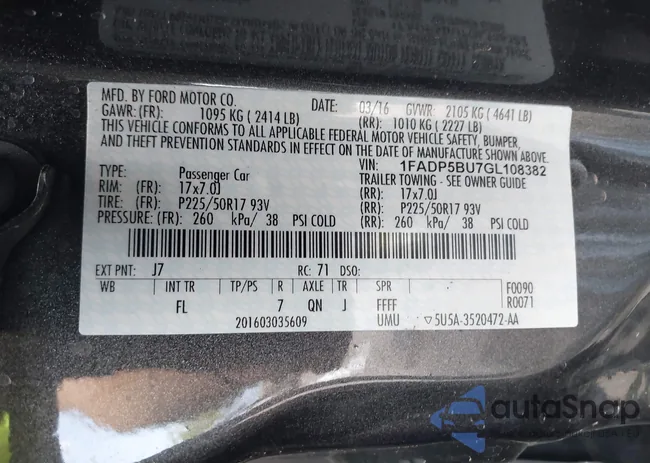 MFD. BY FORD MOTOR CO. DATE: 03/16 GVWR: 2105 KG ( 4641 LB)
GAWR: (FR): 1095 KG ( 2414 LB) (RR): 1010 KG ( 2227 LB)
THIS VEHICLE CONFORMS TO ALL APPLICABLE FEDERAL MOTOR VEHICLE SAFETY, BUMPER,
AND THEFT PREVENTION STANDARDS IN EFFECT ON THE DATE OF MANUFACTURE SHOWN ABOVE.
VIN: 1FADP5BU7GL108382
TYPE: Passenger Car TRAILER TOWING - SEE OWNER GUIDE
RIM: (FR): 17x7.0J (RR): 17x7.0J
TIRE: (FR): P225/50R17 93V (RR): P225/50R17 93V
PRESSURE: (FR): 260 kPa/ 38 PSI COLD (RR): 260 kPa/ 38 PSI COLD
EXT PNT: J7 RC: 71 DSO:
WB INT TR TP/PS R AXLE TR SPR F0090
FL 7 QN J FFFF R0071
201603035609 UMU ▽5U5A-3520472-AA
autoSnap